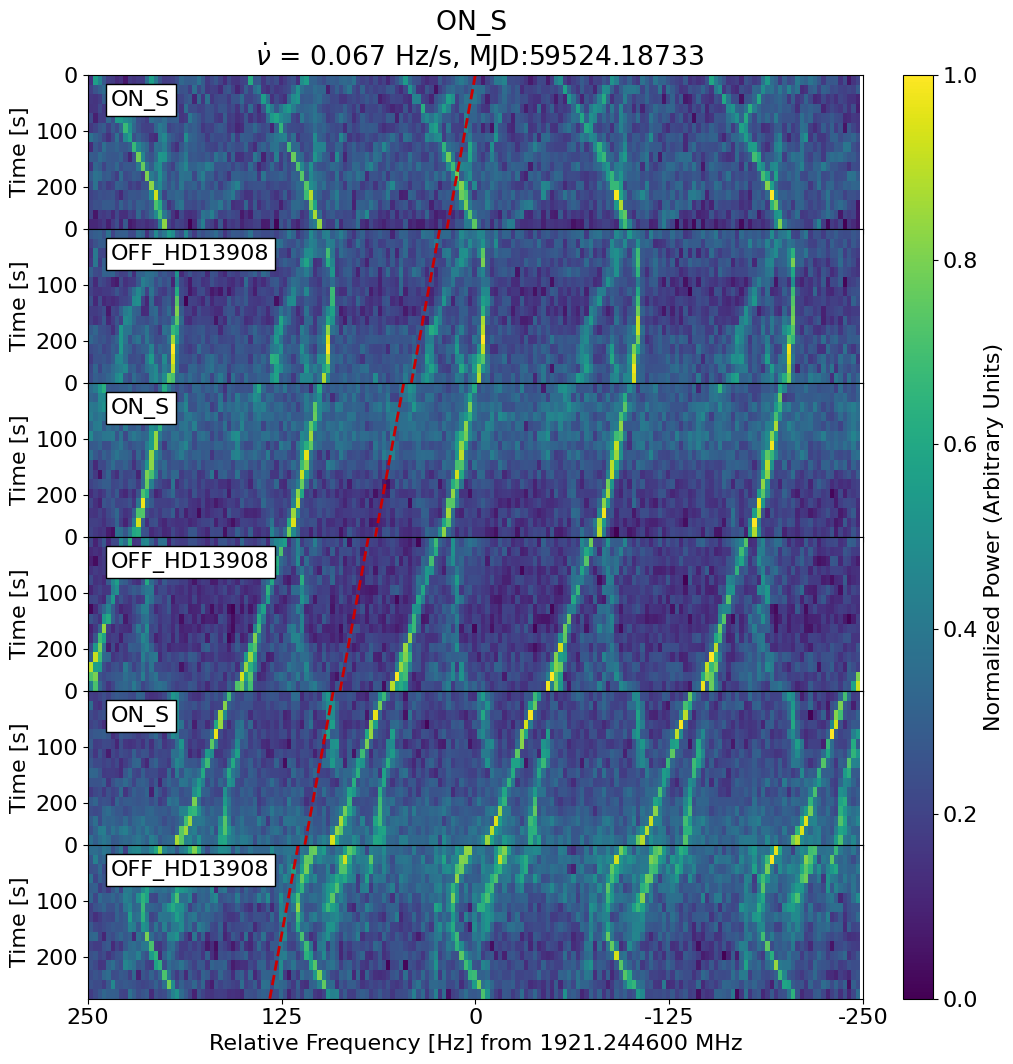 ON_S
ν̇ = 0.067 Hz/s, MJD:59524.18733
ON_S
OFF_HD13908
ON_S
OFF_HD13908
ON_S
OFF_HD13908
Time [s]
0
100
200
Time [s]
0
100
200
Time [s]
0
100
200
Time [s]
0
100
200
Time [s]
0
100
200
Time [s]
0
100
200
250 125 0 -125 -250
Relative Frequency [Hz] from 1921.244600 MHz
1.0
0.8
0.6
0.4
0.2
0.0
Normalized Power (Arbitrary Units)